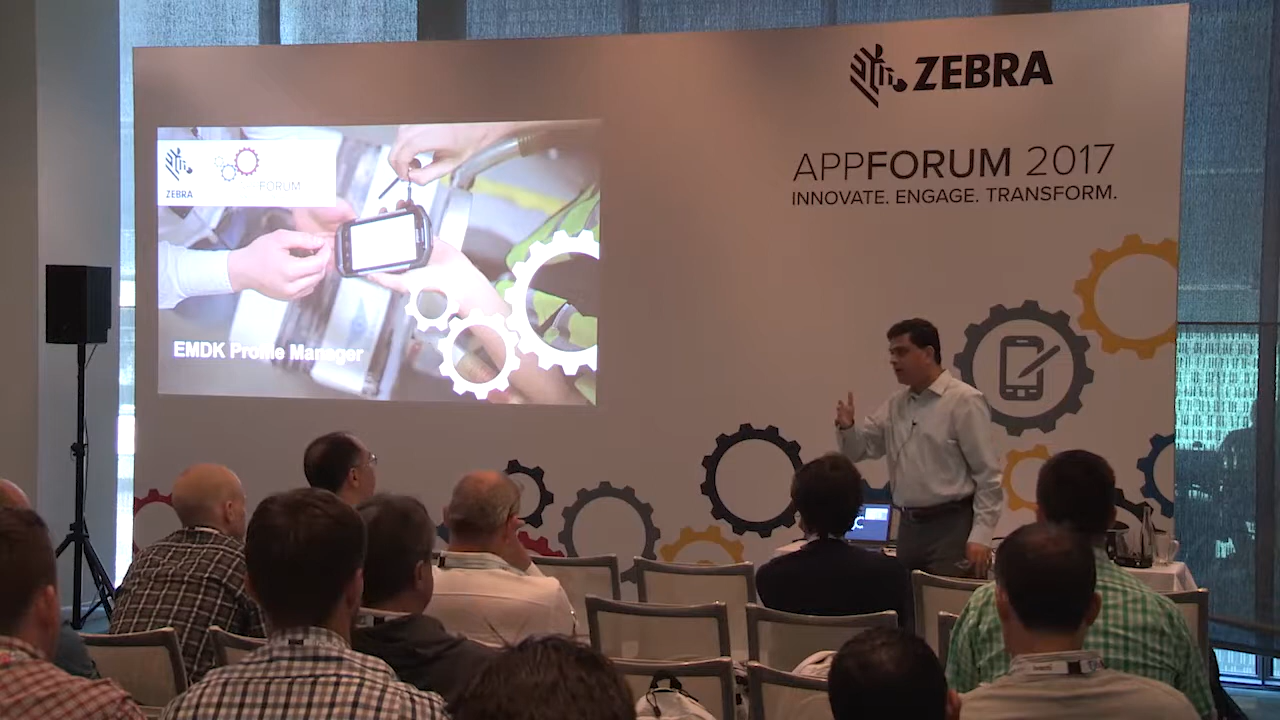 ZEBRA
APPFORUM 2017
INNOVATE. ENGAGE. TRANSFORM.
ZEBRA
FORUM
EMDK Profile Manager